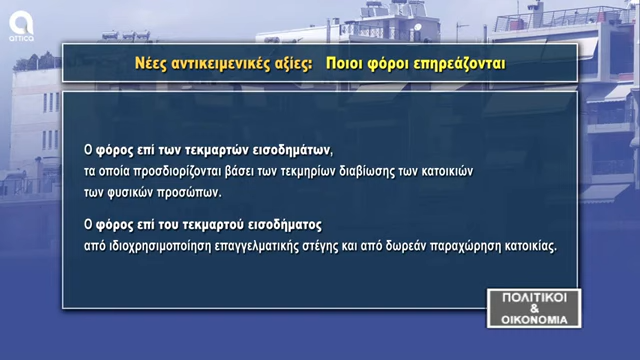 attica
Νέες αντικειμενικές αξίες: Ποιοι φόροι επηρεάζονται
Ο φόρος επί των τεκμαρτών εισοδημάτων,
τα οποία προσδιορίζονται βάσει των τεκμηρίων διαβίωσης των κατοικιών
των φυσικών προσώπων.
Ο φόρος επί του τεκμαρτού εισοδήματος
από ιδιοχρησιμοποίηση επαγγελματικής στέγης και από δωρεάν παραχώρηση κατοικίας.
ΠΟΛΙΤΙΚΟΙ
&
ΟΙΚΟΝΟΜΙΑ